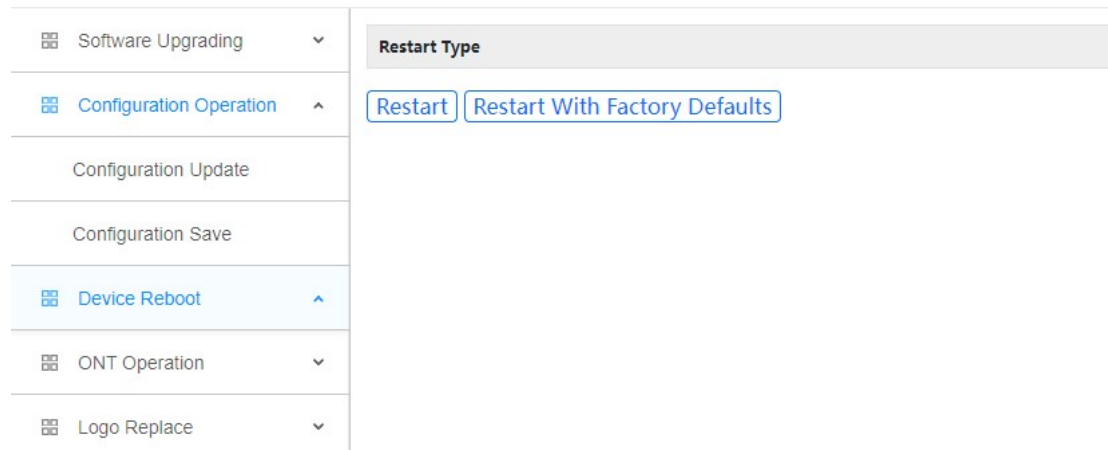 Software Upgrading
Configuration Operation
Configuration Update
Configuration Save
Device Reboot
ONT Operation
Logo Replace
Restart Type
Restart Restart With Factory Defaults